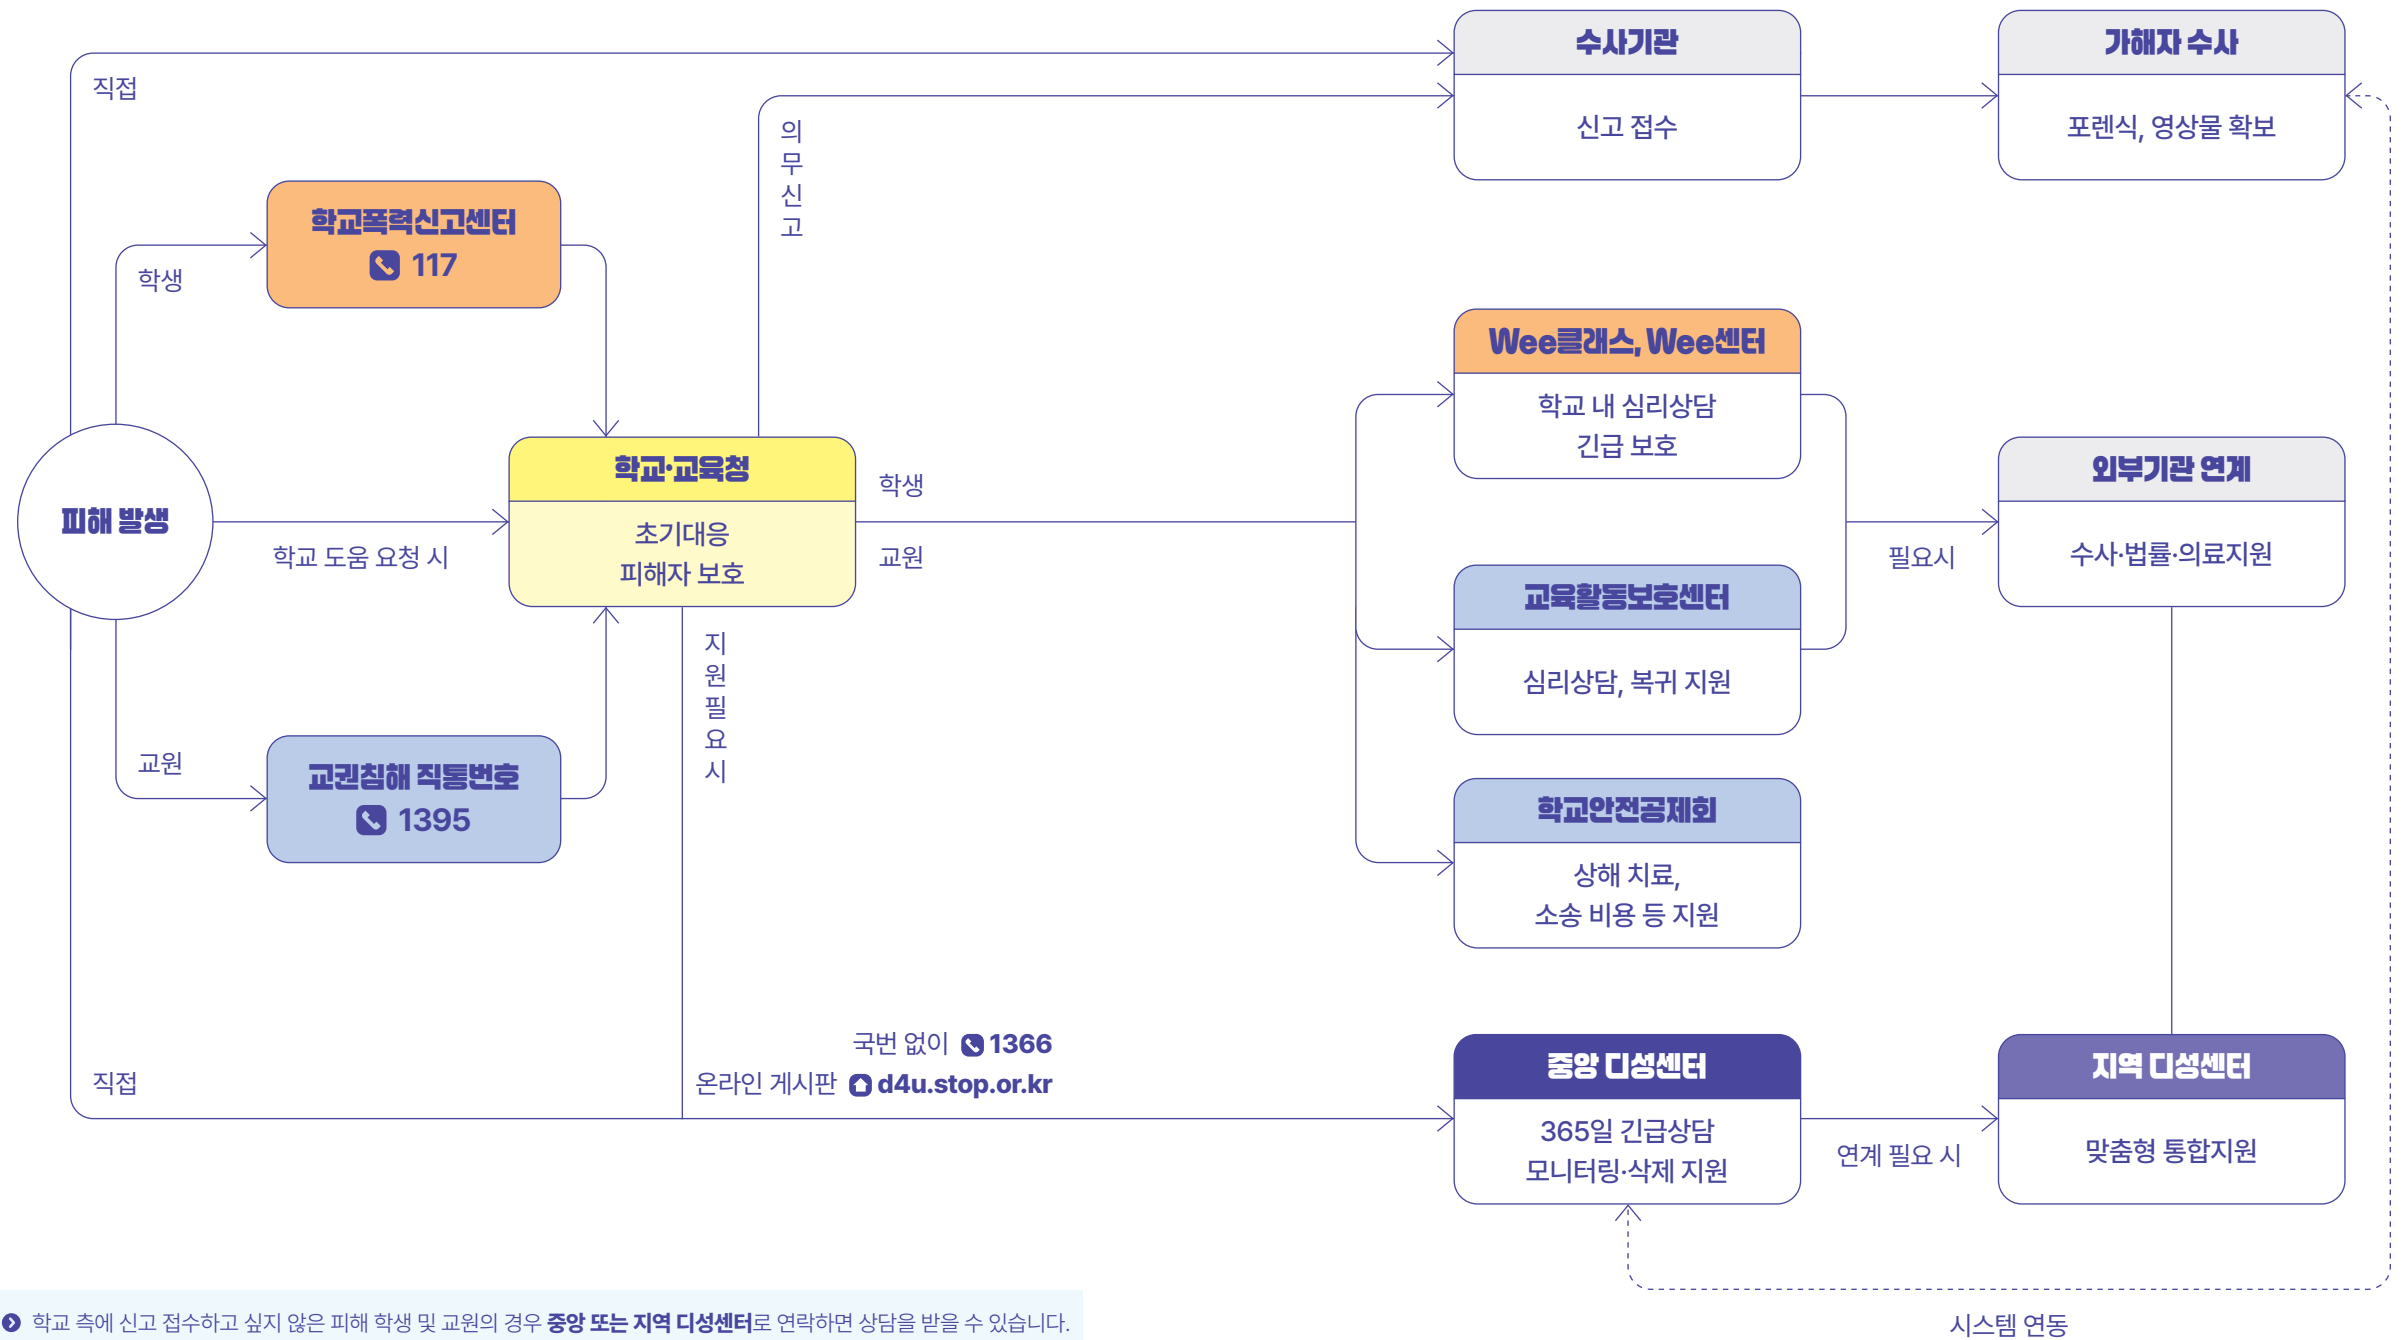 수사기관
신고 접수
가해자 수사
포렌식, 영상물 확보
직접
의무신고
학교폭력신고센터
117
학생
Wee클래스, Wee센터
학교 내 심리상담
긴급 보호
피해 발생
학교 도움 요청 시
학교·교육청
초기대응
피해자 보호
학생
교원
필요시
외부기관 연계
수사·법률·의료지원
교육활동보호센터
심리상담, 복귀 지원
지원필요시
교원
교권침해 직통번호
1395
학교안전공제회
상해 치료,
소송 비용 등 지원
국번 없이 1366
온라인 게시판 d4u.stop.or.kr
직접
중앙 디성센터
365일 긴급상담
모니터링·삭제 지원
연계 필요 시
지역 디성센터
맞춤형 통합지원
시스템 연동
학교 측에 신고 접수하고 싶지 않은 피해 학생 및 교원의 경우 중앙 또는 지역 디성센터로 연락하면 상담을 받을 수 있습니다.